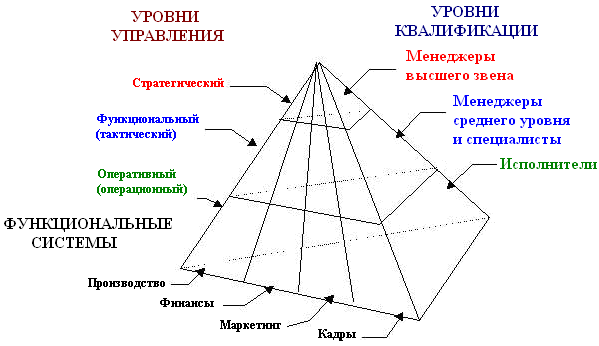 УРОВНИ
УПРАВЛЕНИЯ
УРОВНИ
КВАЛИФИКАЦИИ
Менеджеры
высшего звена
Стратегический
Менеджеры
среднего уровня
и специалисты
Функциональный
(тактический)
Исполнители
Оперативный
(операционный)
ФУНКЦИОНАЛЬНЫЕ
СИСТЕМЫ
Производство
Финансы
Маркетинг
Кадры